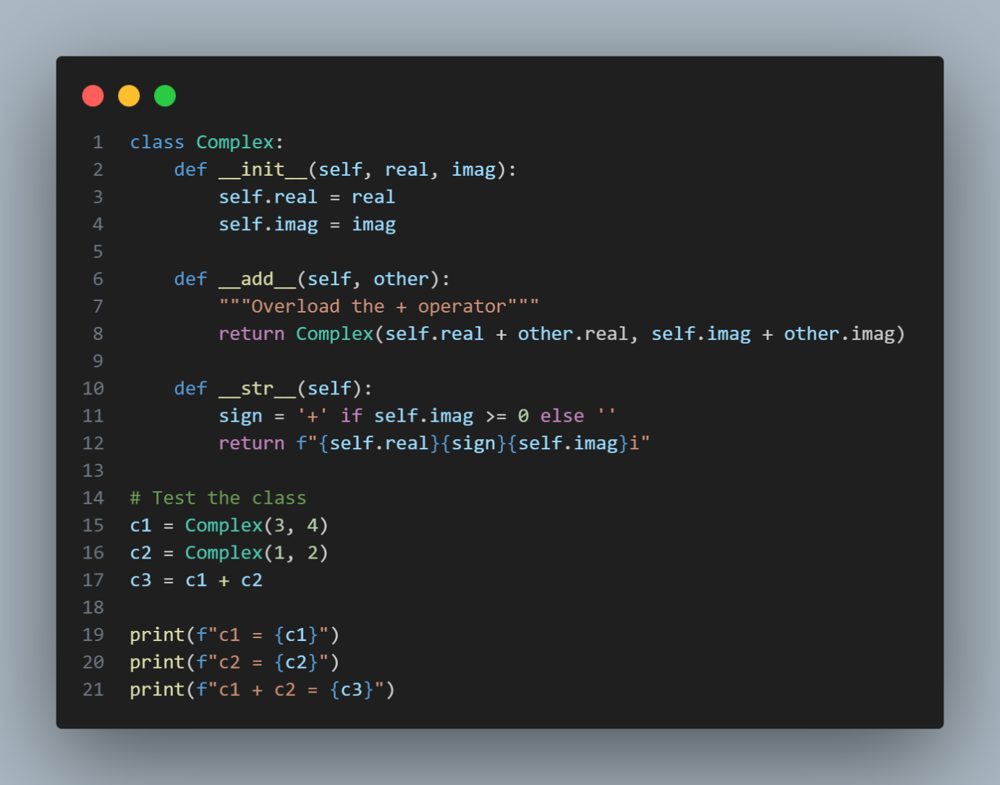 1 class Complex:
2     def __init__(self, real, imag):
3         self.real = real
4         self.imag = imag
5
6     def __add__(self, other):
7         """Overload the + operator"""
8         return Complex(self.real + other.real, self.imag + other.imag)
9
10     def __str__(self):
11         sign = '+' if self.imag >= 0 else ''
12         return f"{self.real}{sign}{self.imag}i"
13
14 # Test the class
15 c1 = Complex(3, 4)
16 c2 = Complex(1, 2)
17 c3 = c1 + c2
18
19 print(f"c1 = {c1}")
20 print(f"c2 = {c2}")
21 print(f"c1 + c2 = {c3}")